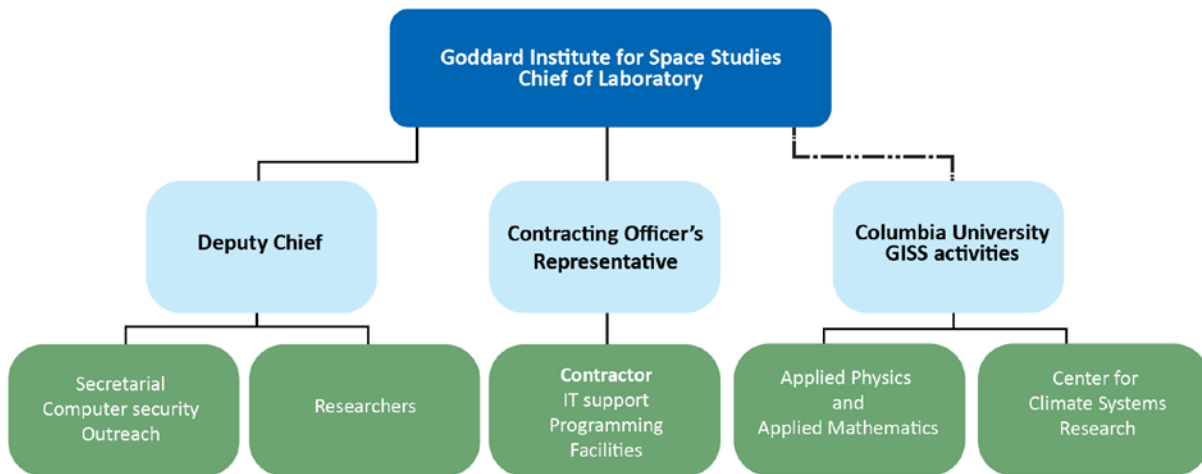 Goddard Institute for Space Studies
Chief of Laboratory
Deputy Chief
Contracting Officer's
Representative
Columbia University
GISS activities
Secretarial
Computer security
Outreach
Researchers
Contractor
IT support
Programming
Facilities
Applied Physics
and
Applied Mathematics
Center for
Climate Systems
Research